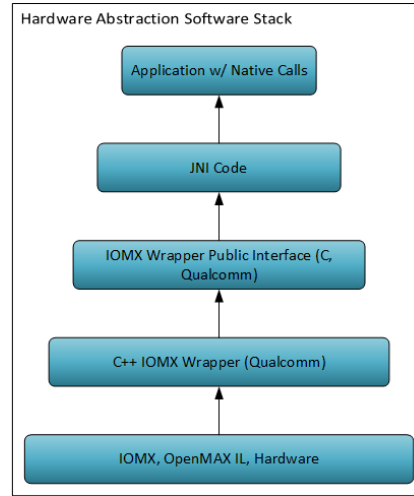 Hardware Abstraction Software Stack
Application w/ Native Calls
JNI Code
IOMX Wrapper Public Interface (C,
Qualcomm)
C++ IOMX Wrapper (Qualcomm)
IOMX, OpenMAX IL, Hardware